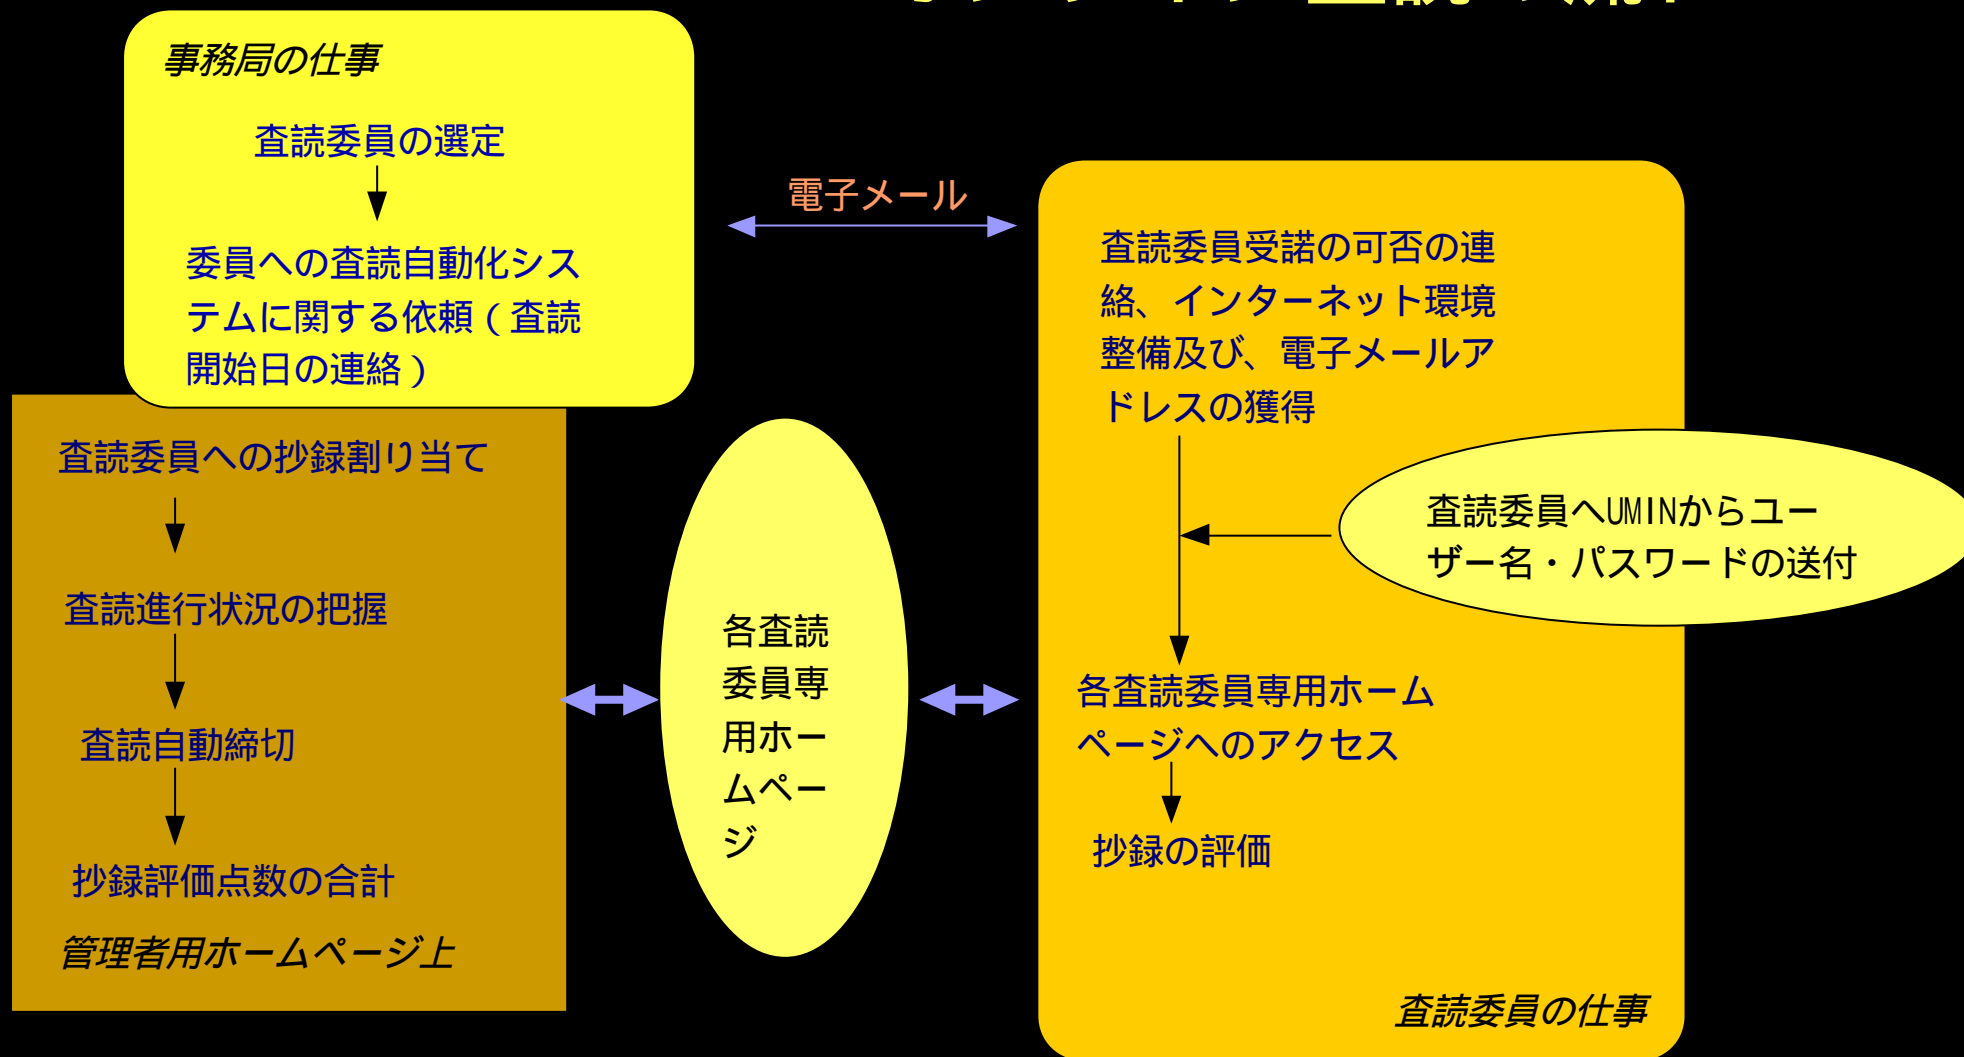 事務局の仕事
査読委員の選定
委員への査読自動化シス
テムに関する依頼（査読
開始日の連絡）
電子メール
査読委員への抄録割り当て
査読進行状況の把握
査読自動締切
抄録評価点数の合計
管理者用ホームページ上
各査読
委員専
用ホー
ムペー
ジ
査読委員受諾の可否の連
絡、インターネット環境
整備及び、電子メールア
ドレスの獲得
査読委員へUMINからユー
ザー名・パスワードの送付
各査読委員専用ホーム
ページへのアクセス
抄録の評価
査読委員の仕事